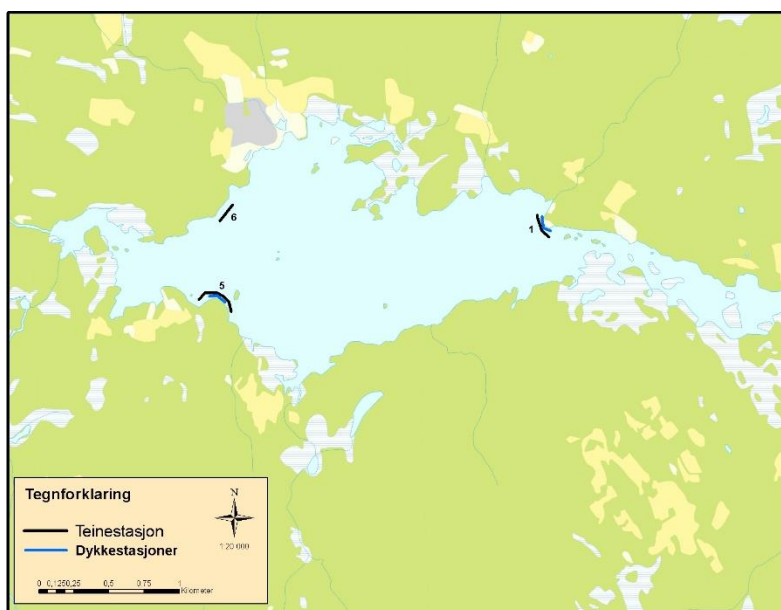 6
1
5
Tegnforklaring
N
Teinestasjon
Dykkestasjoner
1:20 000
0 0,1250,25 0,5 0,75 1
Kilometer